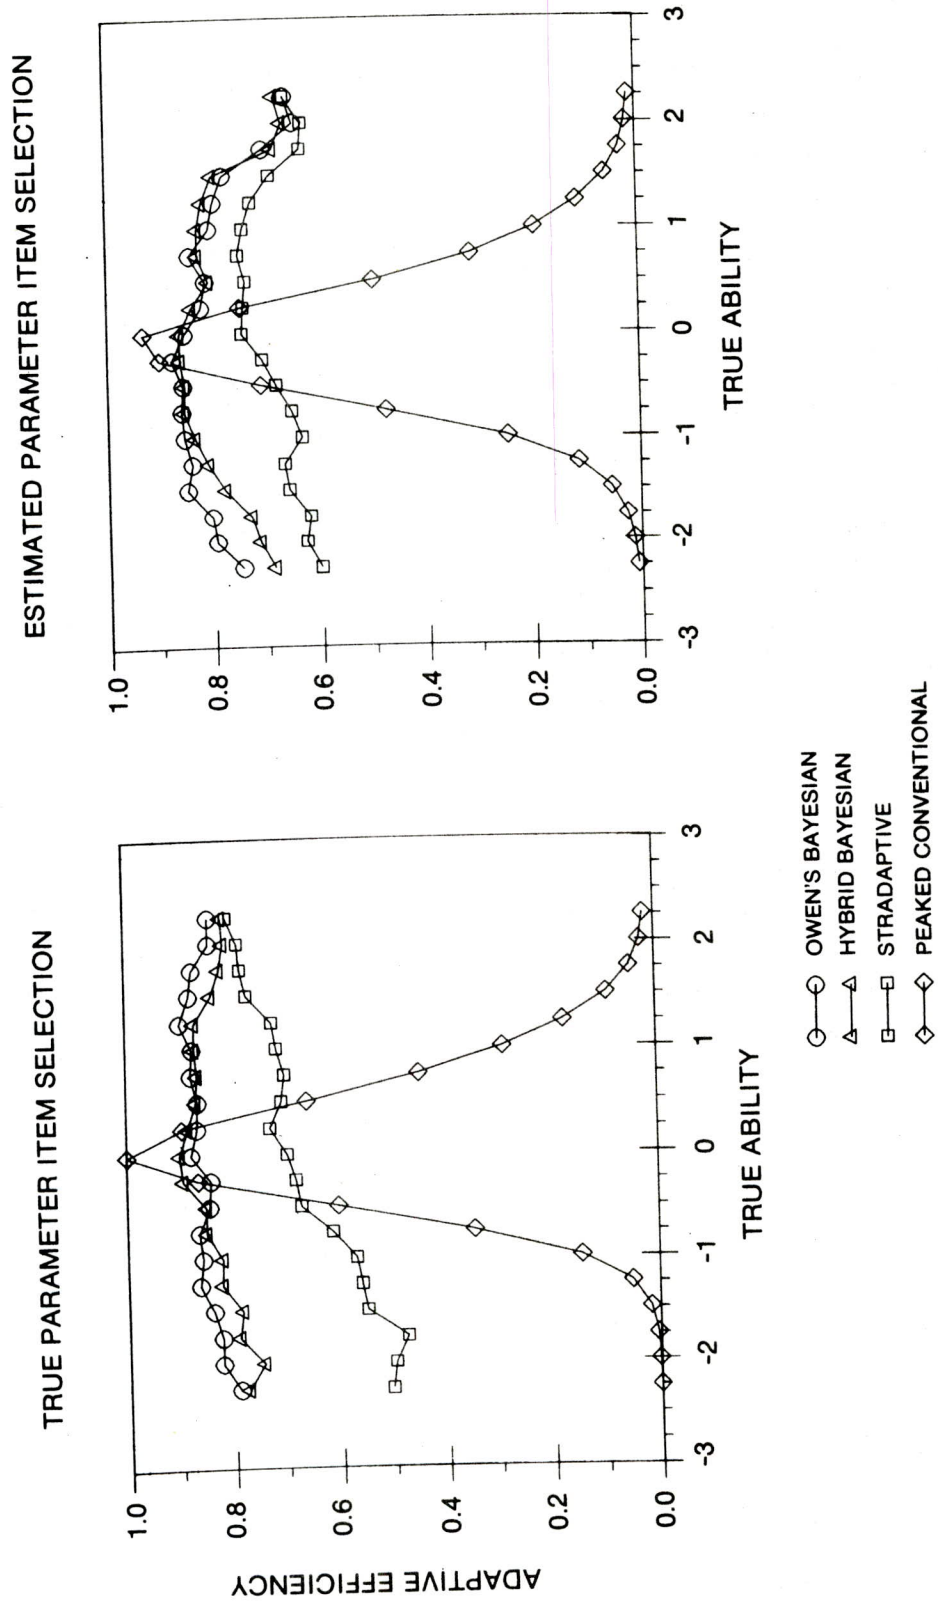 TRUE PARAMETER ITEM SELECTION
ADAPTIVE EFFICIENCY
1.0
0.8
0.6
0.4
0.2
0.0
-3
-2
-1
0
1
2
3
TRUE ABILITY
ESTIMATED PARAMETER ITEM SELECTION
1.0
0.8
0.6
0.4
0.2
0.0
-3
-2
-1
0
1
2
3
TRUE ABILITY
OWEN'S BAYESIAN
HYBRID BAYESIAN
STRADAPTIVE
PEAKED CONVENTIONAL